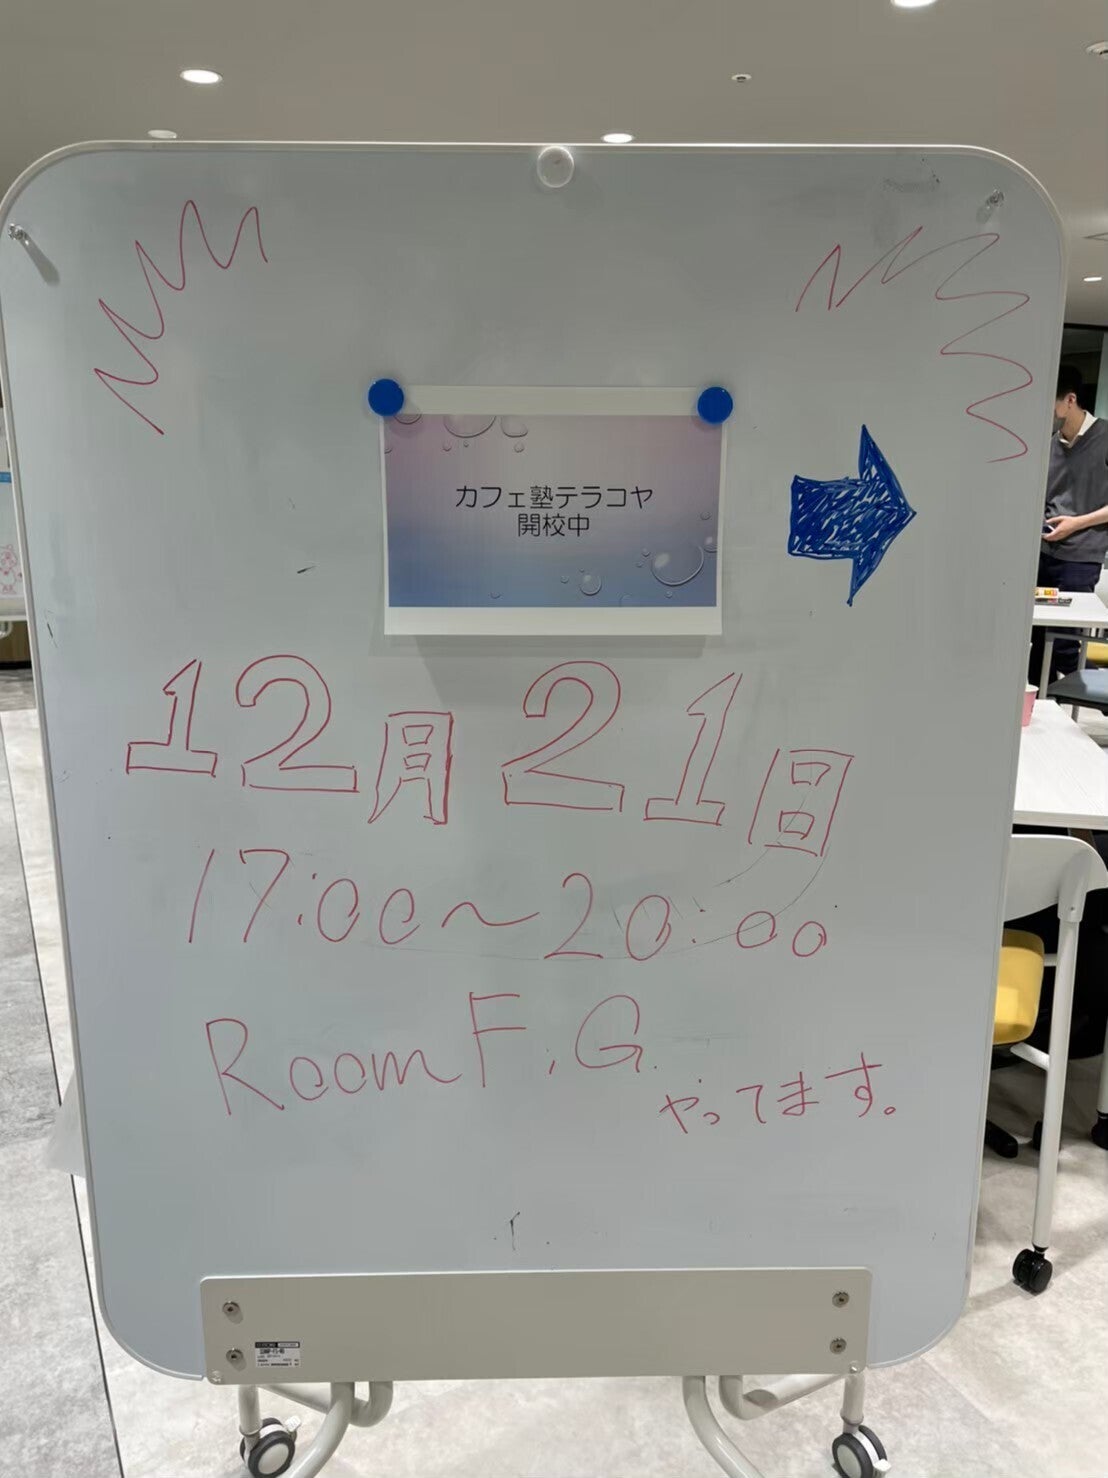 カフェ塾テラコヤ
開校中
12月21日
17:00～20:00
Room F, G
やってます。